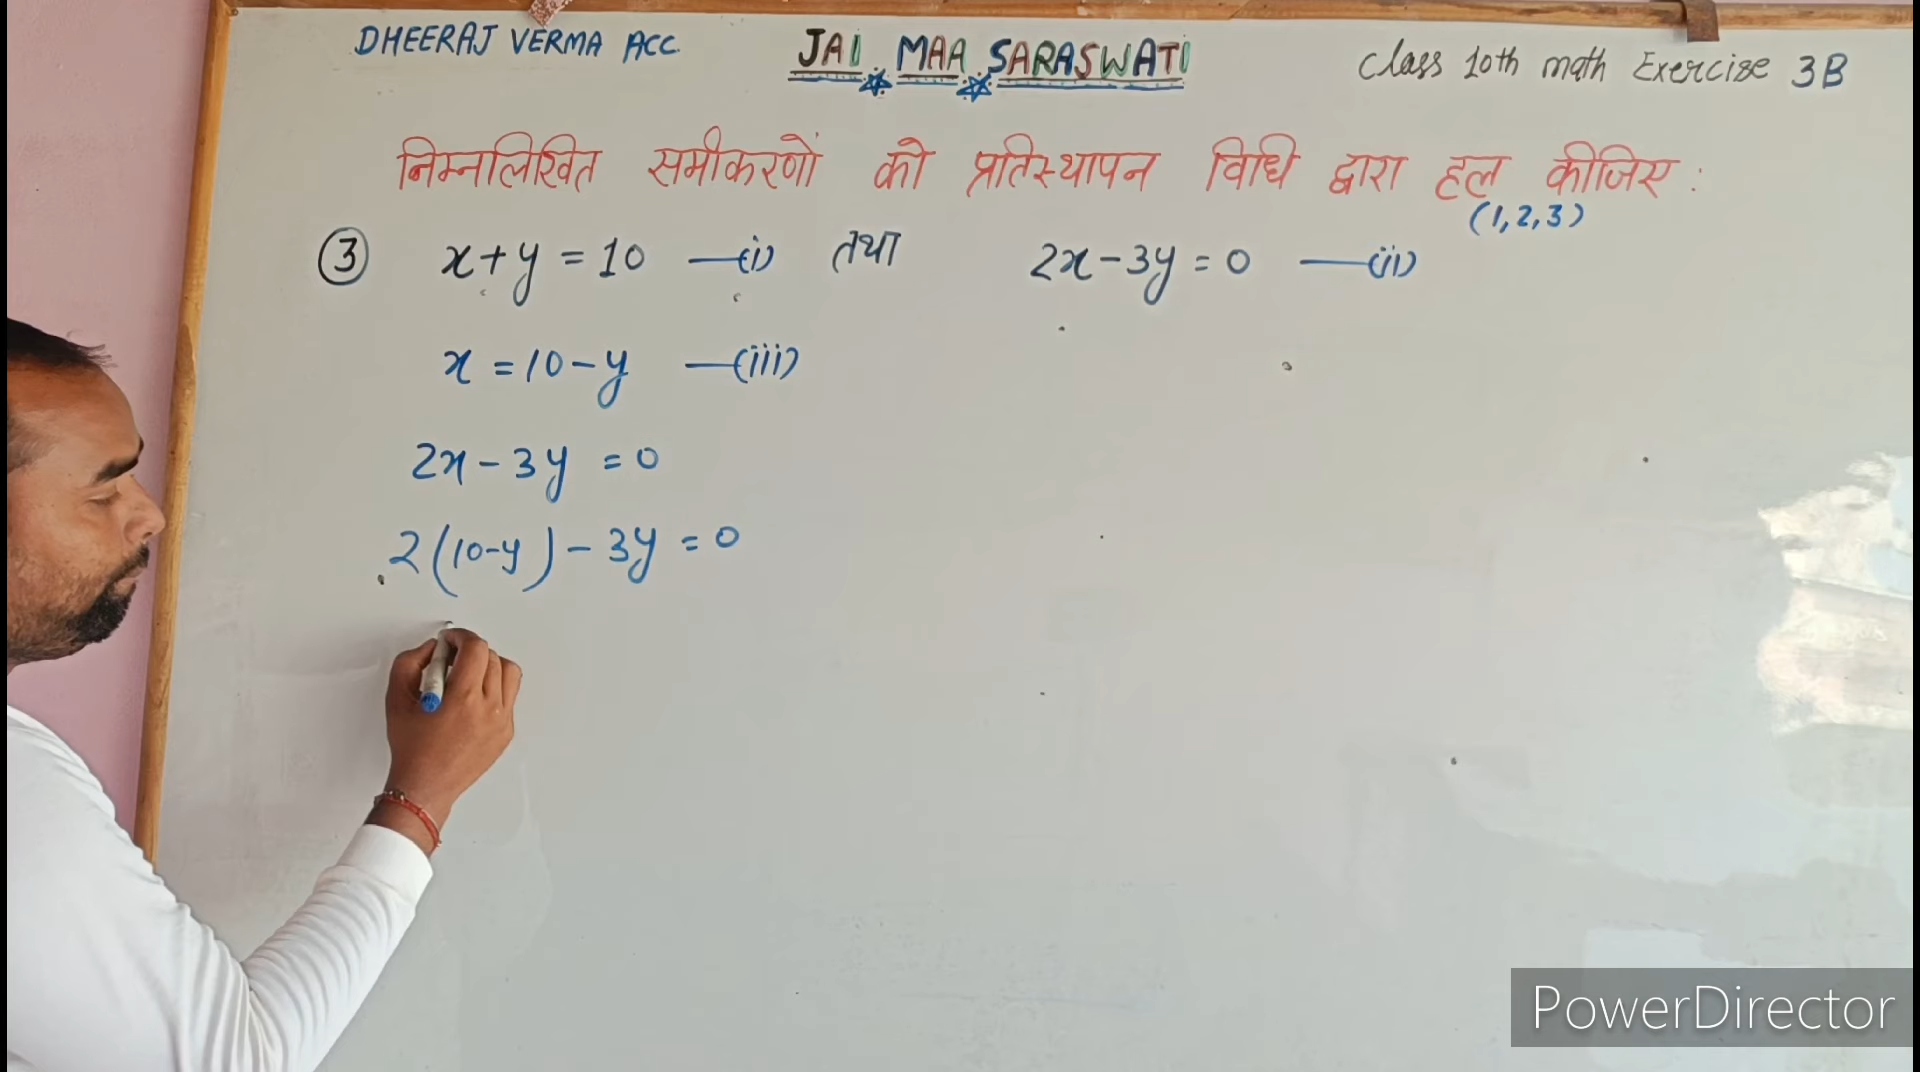 DHEERAJ VERMA ACC. JAI MAA SARASWATI Class 10th math Exercise 3B
निम्नलिखित समीकरणों को प्रतिस्थापन विधि द्वारा हल कीजिए :
(1,2,3)
③ x+y=10 —(i) तथा 2x-3y=0 —(ii)
x=10-y —(iii)
2x-3y=0
2(10-y)-3y=0
PowerDirector